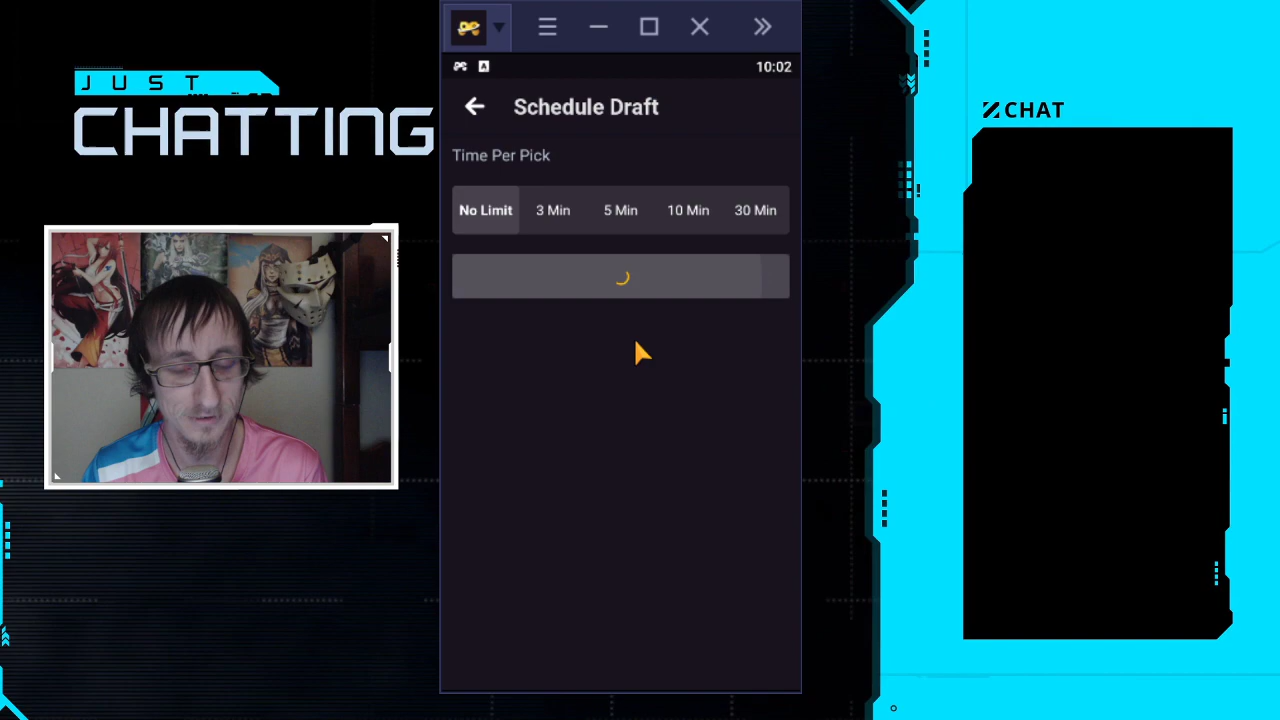 JUST
CHATTING
10:02
Schedule Draft
Time Per Pick
No Limit 3 Min 5 Min 10 Min 30 Min
CHAT